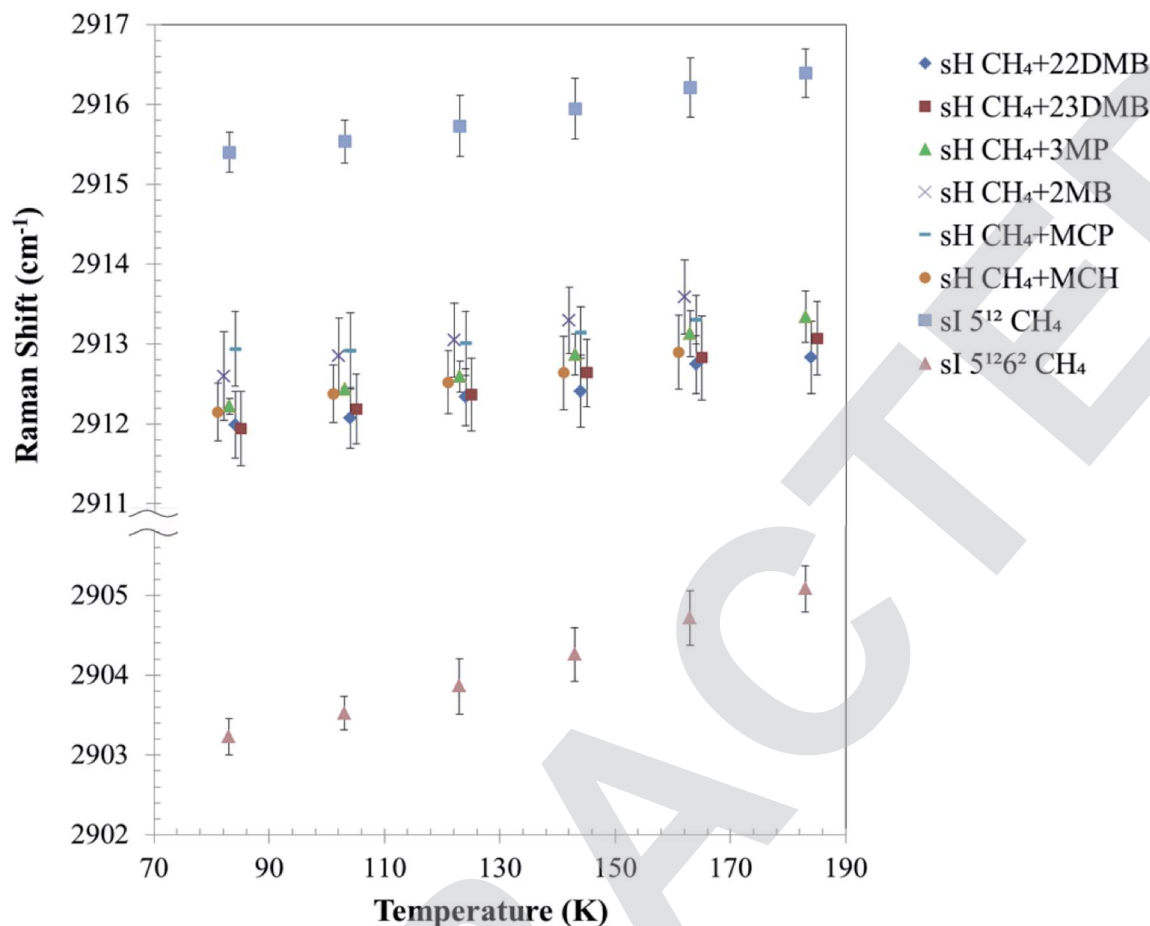 2917
2916
2915
2914
2913
2912
2911
2905
2904
2903
2902
Raman Shift (cm⁻¹)
70 90 110 130 150 170 190
Temperature (K)
sH CH₄+22DMB
sH CH₄+23DMB
sH CH₄+3MP
sH CH₄+2MB
sH CH₄+MCP
sH CH₄+MCH
sI 5¹² CH₄
sI 5¹²6² CH₄